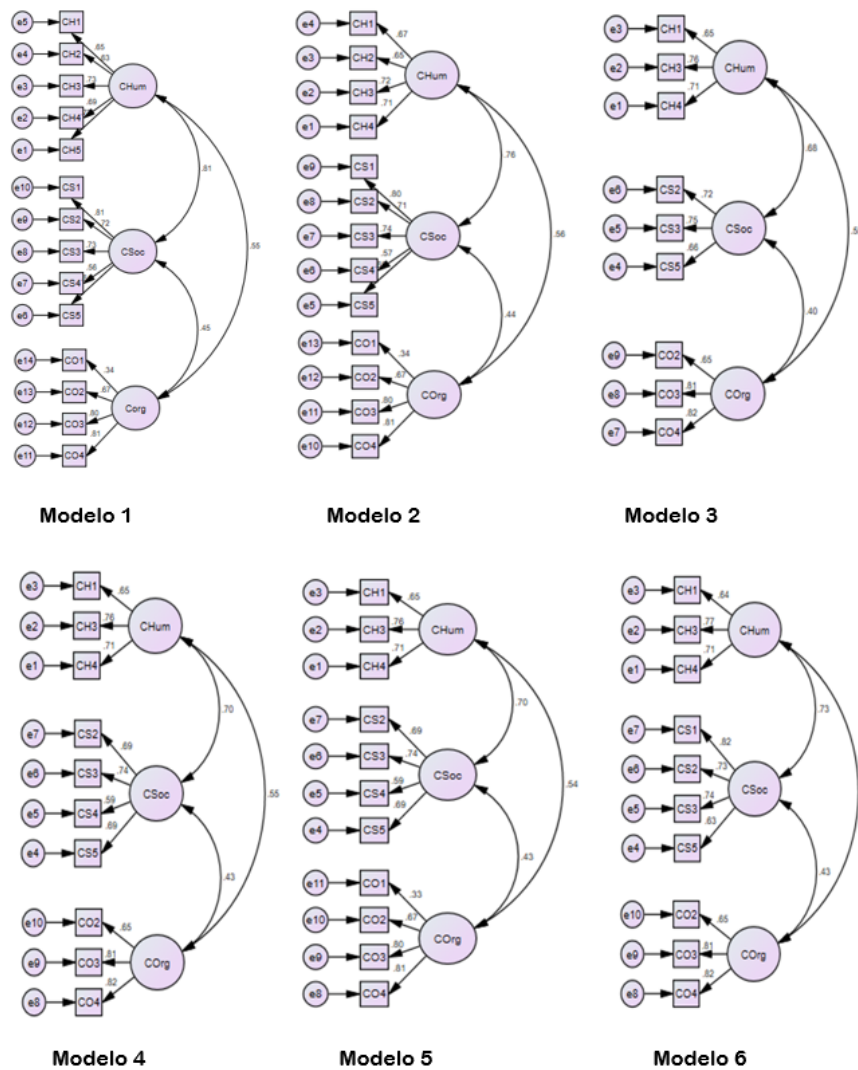 e5 CH1 .65
e4 CH2 .63
e3 CH3 .73 CHum
e2 CH4 .69
e1 CH5
e10 CS1 .81
e9 CS2 .72
e8 CS3 .73 CSoc
e7 CS4 .56
e6 CS5
.55
.45
e14 CO1 .34
e13 CO2 .67
e12 CO3 .80 Corg
e11 CO4 .81
Modelo 1
e4 CH1 .67
e3 CH2 .65 CHum
e2 CH3 .72
e1 CH4 .71
.76
e9 CS1 .80
e8 CS2 .71
e7 CS3 .74 CSoc
e6 CS4 .57
e5 CS5
.56
.44
e13 CO1 .34
e12 CO2 .67
e11 CO3 .80 COrg
e10 CO4 .81
Modelo 2
e3 CH1 .65
e2 CH3 .76 CHum
e1 CH4 .71
.68
e6 CS2 .72
e5 CS3 .75 CSoc
e4 CS5 .66
.40
e9 CO2 .65
e8 CO3 .81 COrg
e7 CO4 .82
Modelo 3
e3 CH1 .65
e2 CH3 .76 CHum
e1 CH4 .71
.70
e7 CS2 .69
e6 CS3 .74 CSoc
e5 CS4 .59
e4 CS5 .69
.55
.43
e10 CO2 .65
e9 CO3 .81 COrg
e8 CO4 .82
Modelo 4
e3 CH1 .65
e2 CH3 .76 CHum
e1 CH4 .71
.70
e7 CS2 .69
e6 CS3 .74 CSoc
e5 CS4 .59
e4 CS5 .69
.54
.43
e11 CO1 .33
e10 CO2 .67
e9 CO3 .80 COrg
e8 CO4 .81
Modelo 5
e3 CH1 .64
e2 CH3 .77 CHum
e1 CH4 .71
.73
e7 CS1 .82
e6 CS2 .73 CSoc
e5 CS3 .74
e4 CS5 .63
.43
e10 CO2 .65
e9 CO3 .81 COrg
e8 CO4 .82
Modelo 6